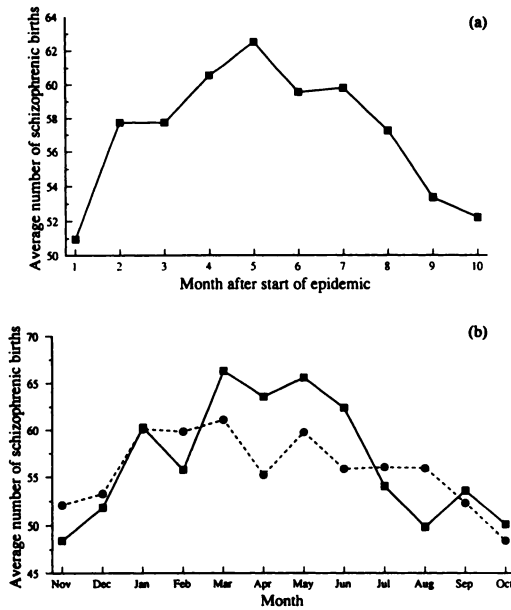 (a)
Average number of schizophrenic births
64
62
60
58
56
54
52
50
1 2 3 4 5 6 7 8 9 10
Month after start of epidemic
(b)
Average number of schizophrenic births
70
65
60
55
50
45
Nov Dec Jan Feb Mar Apr May Jun Jul Aug Sep Oct
Month